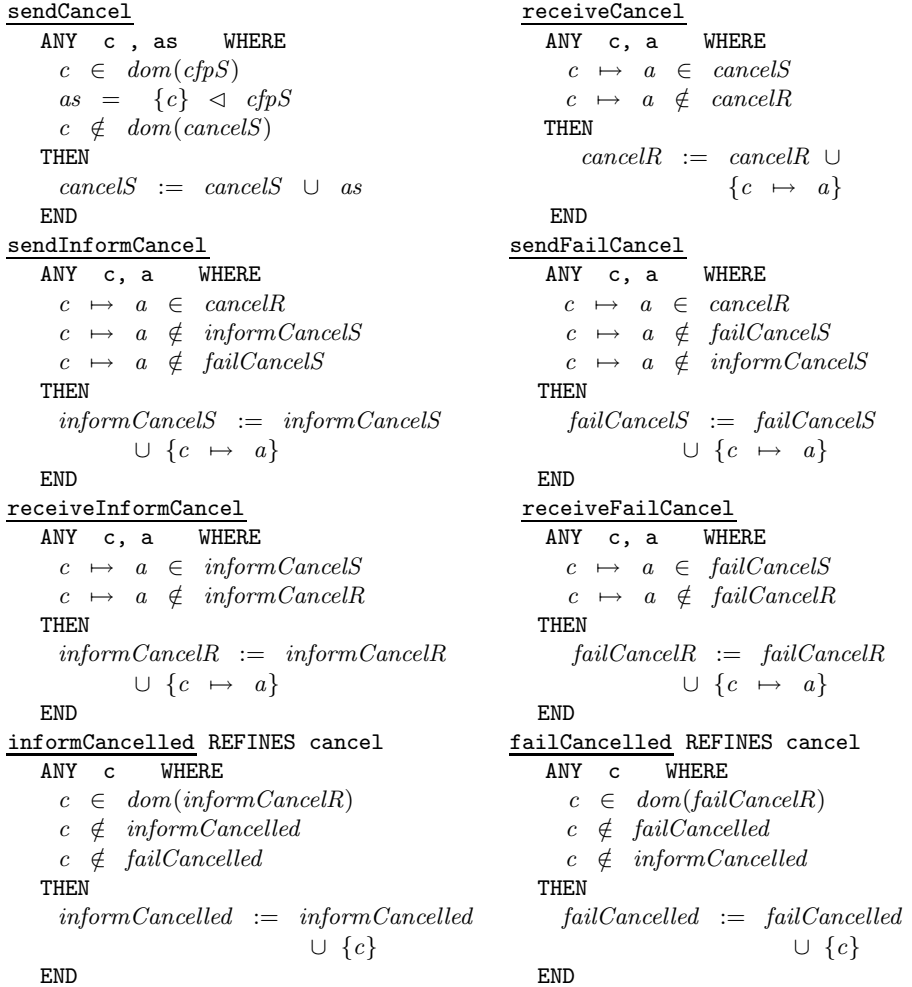 sendCancel
ANY c , as WHERE
c ∈ dom(cfpS)
as = {c} ◁ cfpS
c ∉ dom(cancelS)
THEN
cancelS := cancelS ∪ as
END
receiveCancel
ANY c, a WHERE
c ↦ a ∈ cancelS
c ↦ a ∉ cancelR
THEN
cancelR := cancelR ∪
{c ↦ a}
END
sendInformCancel
ANY c, a WHERE
c ↦ a ∈ cancelR
c ↦ a ∉ informCancelS
c ↦ a ∉ failCancelS
THEN
informCancelS := informCancelS
∪ {c ↦ a}
END
sendFailCancel
ANY c, a WHERE
c ↦ a ∈ cancelR
c ↦ a ∉ failCancelS
c ↦ a ∉ informCancelS
THEN
failCancelS := failCancelS
∪ {c ↦ a}
END
receiveInformCancel
ANY c, a WHERE
c ↦ a ∈ informCancelS
c ↦ a ∉ informCancelR
THEN
informCancelR := informCancelR
∪ {c ↦ a}
END
receiveFailCancel
ANY c, a WHERE
c ↦ a ∈ failCancelS
c ↦ a ∉ failCancelR
THEN
failCancelR := failCancelR
∪ {c ↦ a}
END
informCancelled REFINES cancel
ANY c WHERE
c ∈ dom(informCancelR)
c ∉ informCancelled
c ∉ failCancelled
THEN
informCancelled := informCancelled
∪ {c}
END
failCancelled REFINES cancel
ANY c WHERE
c ∈ dom(failCancelR)
c ∉ failCancelled
c ∉ informCancelled
THEN
failCancelled := failCancelled
∪ {c}
END